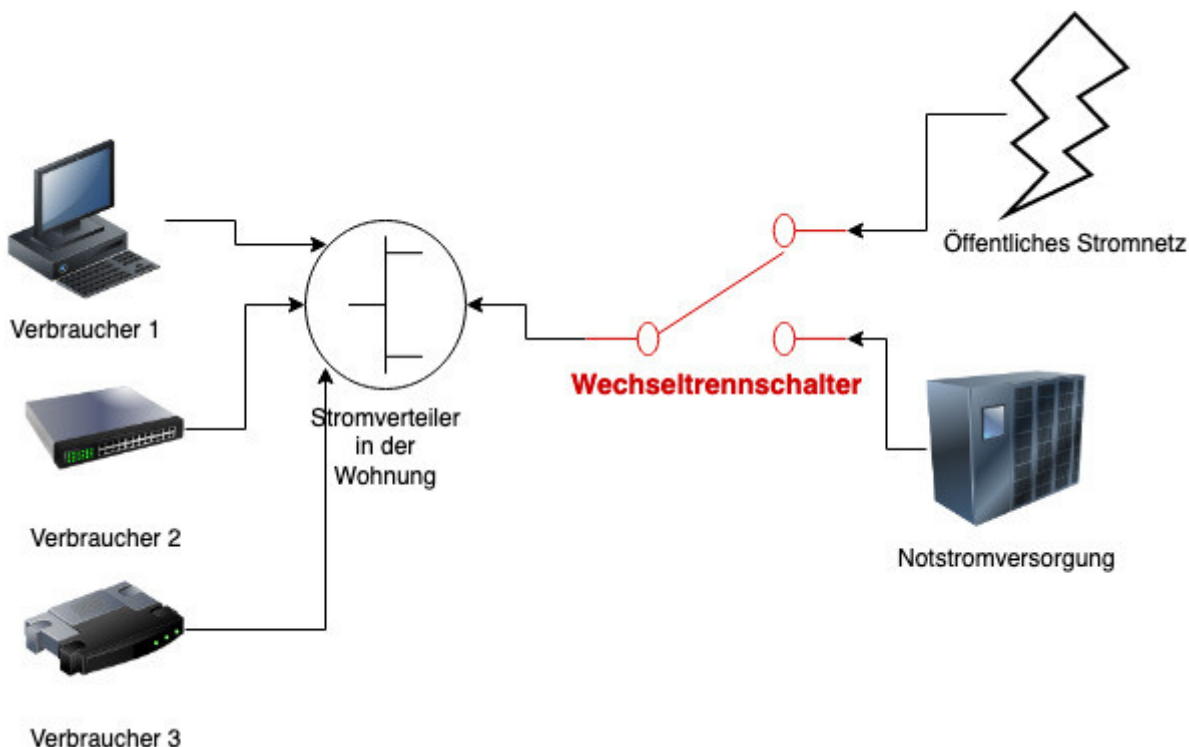 Öffentliches Stromnetz
Verbraucher 1
Wechseltrennschalter
Stromverteiler
in der
Wohnung
Verbraucher 2
Notstromversorgung
Verbraucher 3